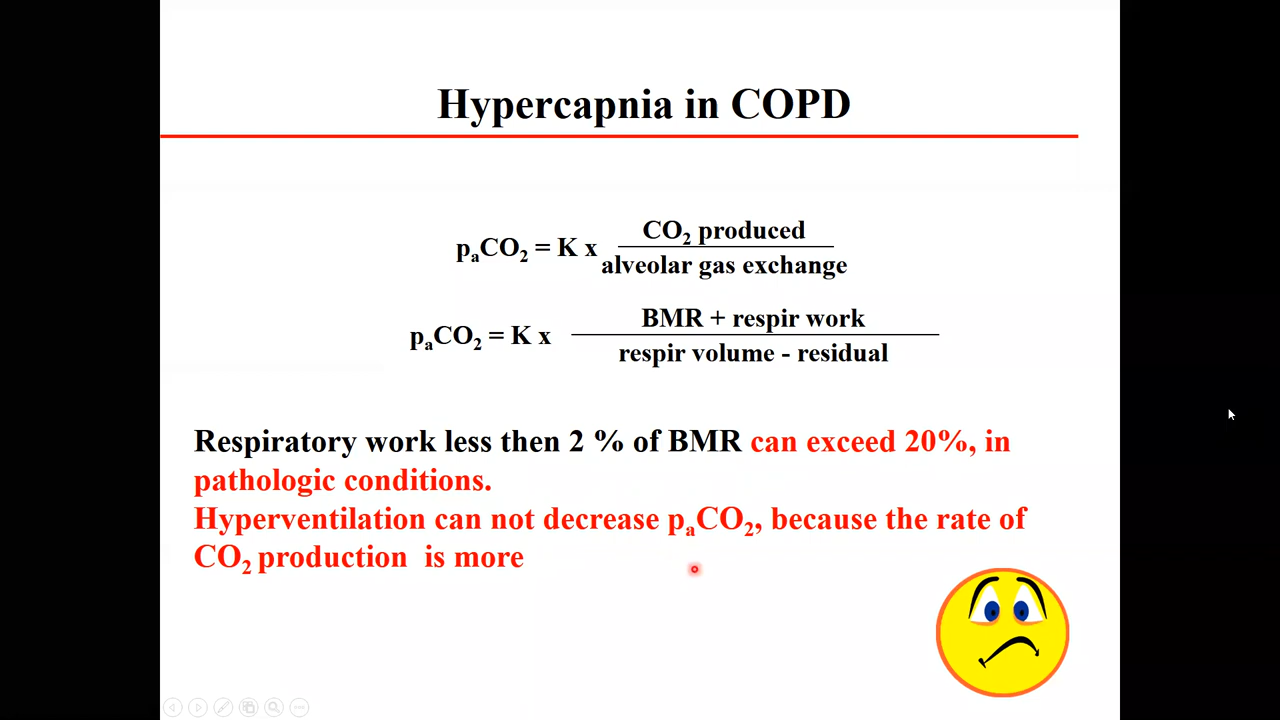 Hypercapnia in COPD
paCO2 = K x CO2 produced
alveolar gas exchange
paCO2 = K x BMR + respir work
respir volume - residual
Respiratory work less then 2 % of BMR can exceed 20%, in
pathologic conditions.
Hyperventilation can not decrease paCO2, because the rate of
CO2 production is more